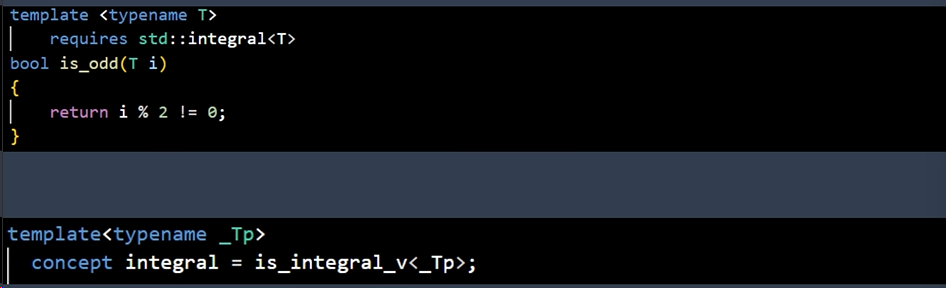 template <typename T>
    requires std::integral<T>
bool is_odd(T i)
{
    return i % 2 != 0;
}
template<typename _Tp>
  concept integral = is_integral_v<_Tp>;